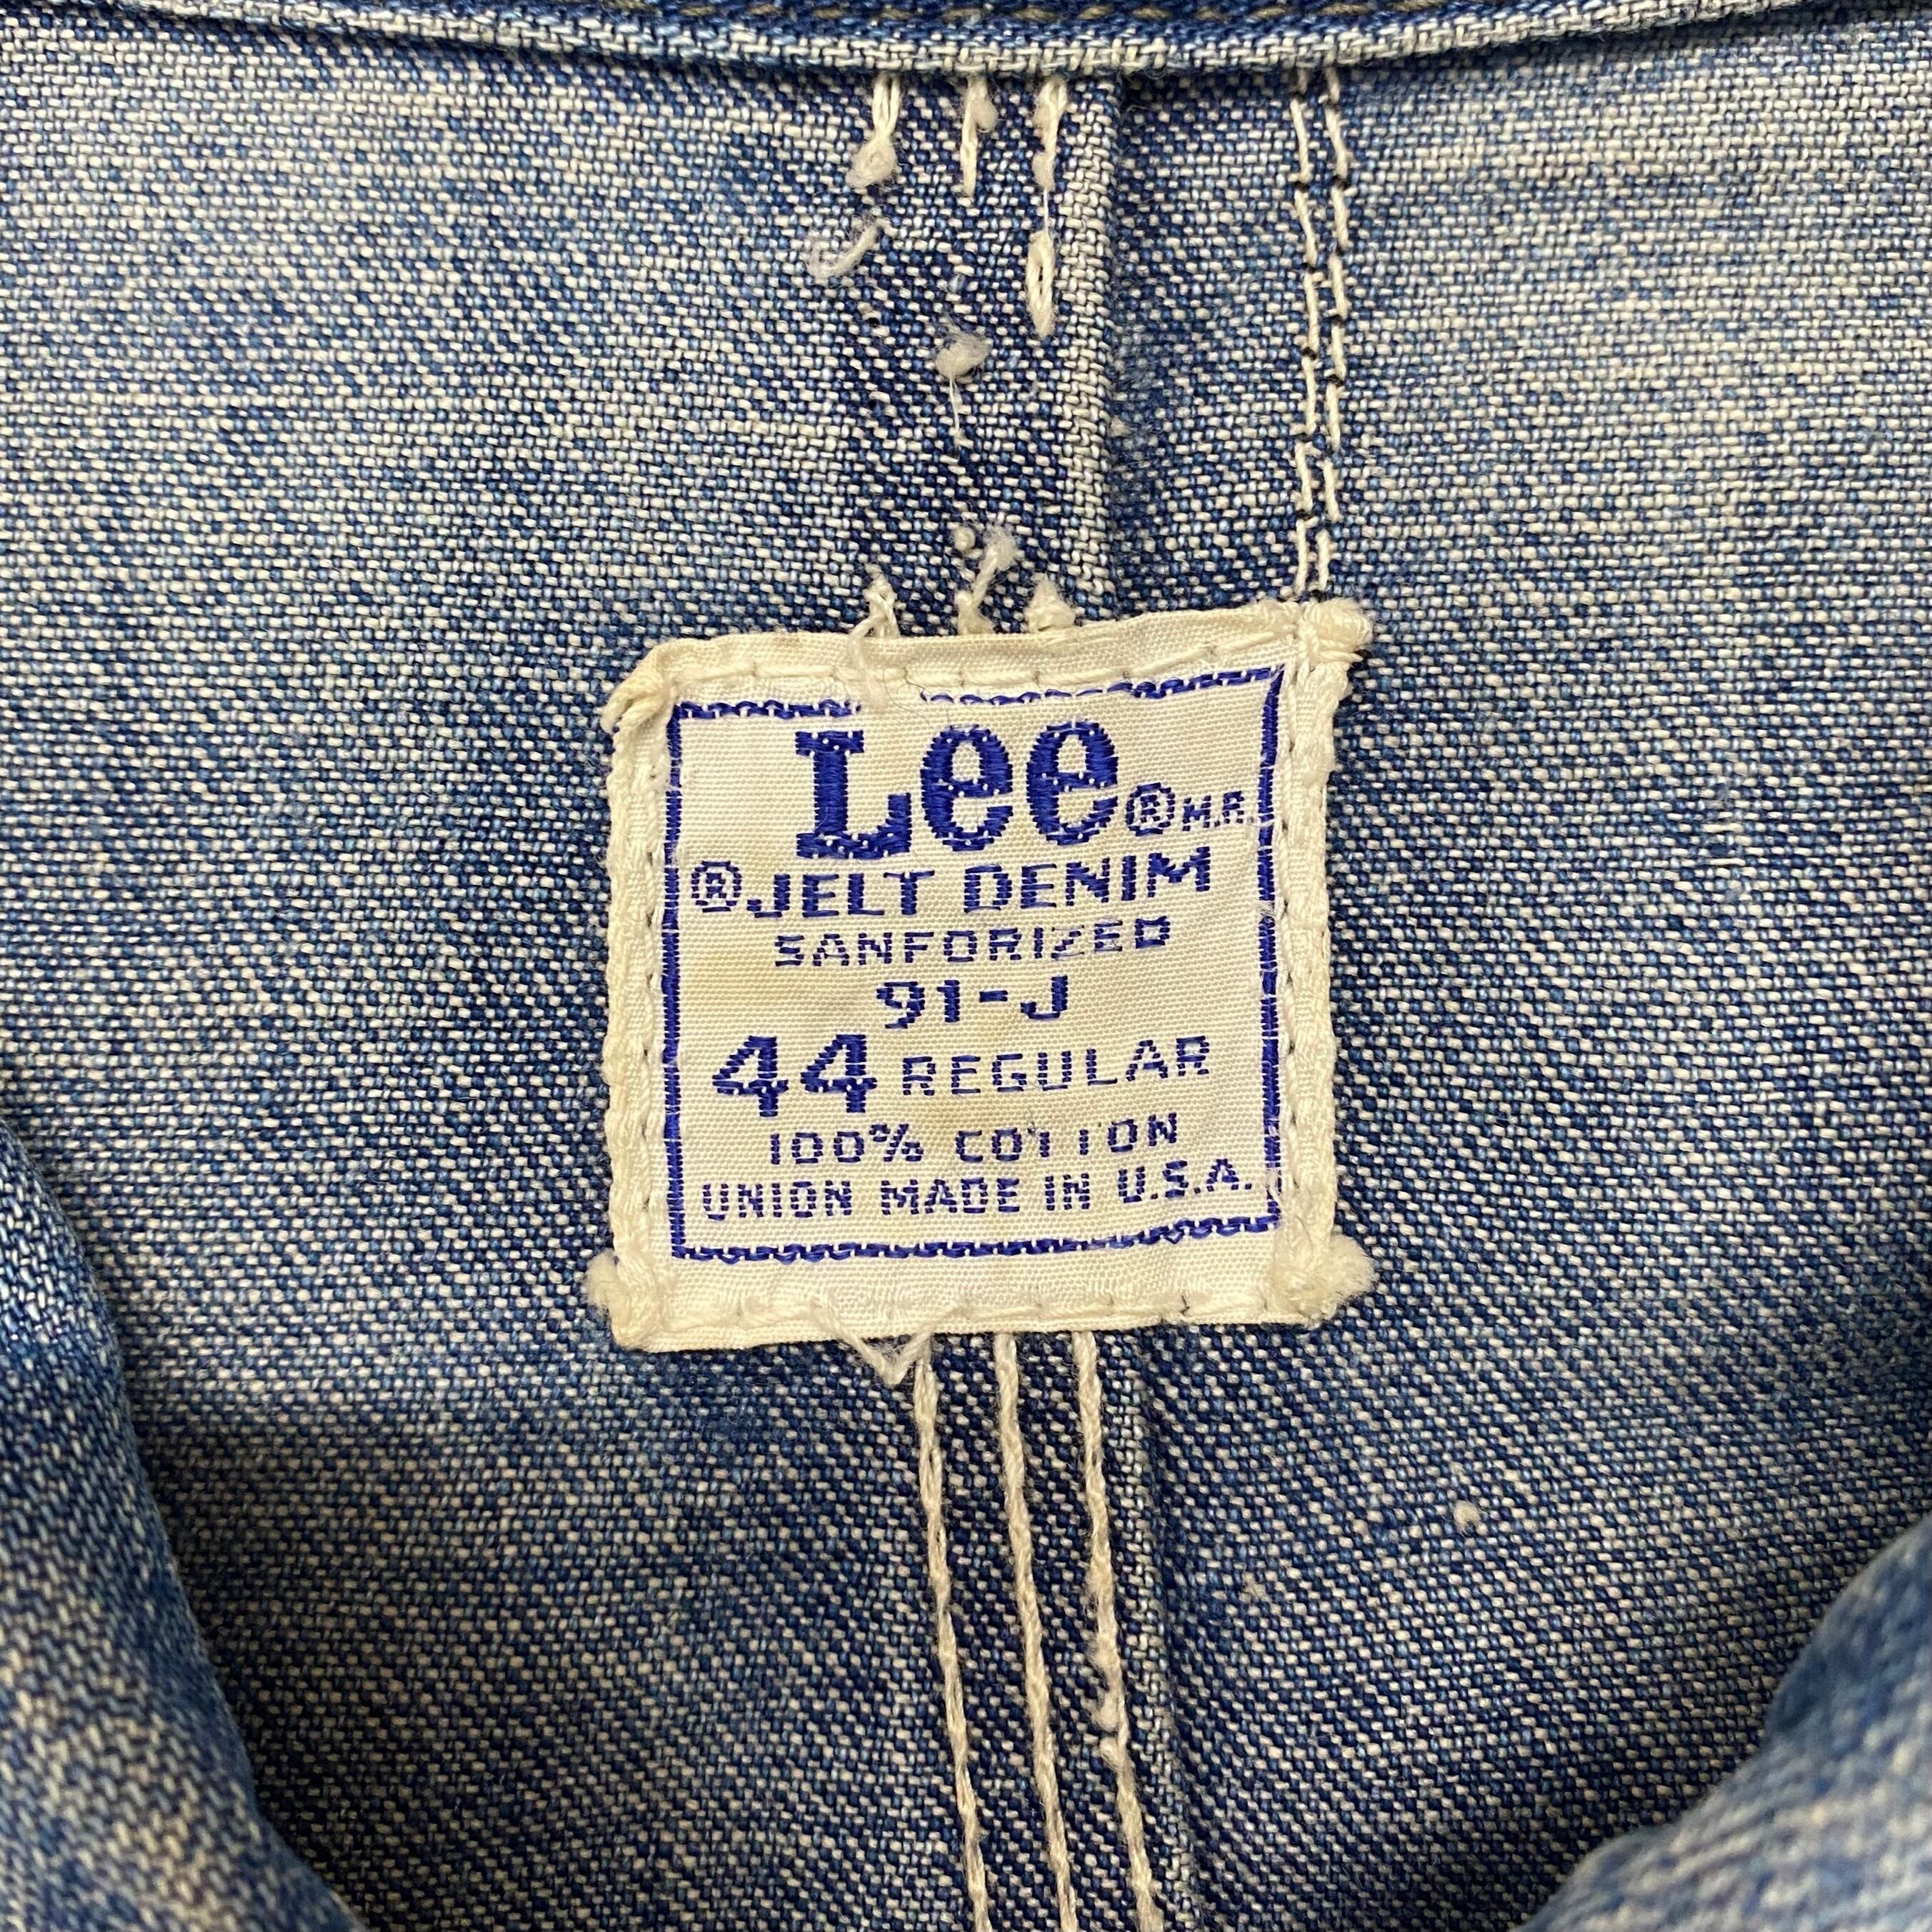 Lee ® M.R.
® JELT DENIM
SANFORIZED
91-J
44 REGULAR
100% COTTON
UNION MADE IN U.S.A.